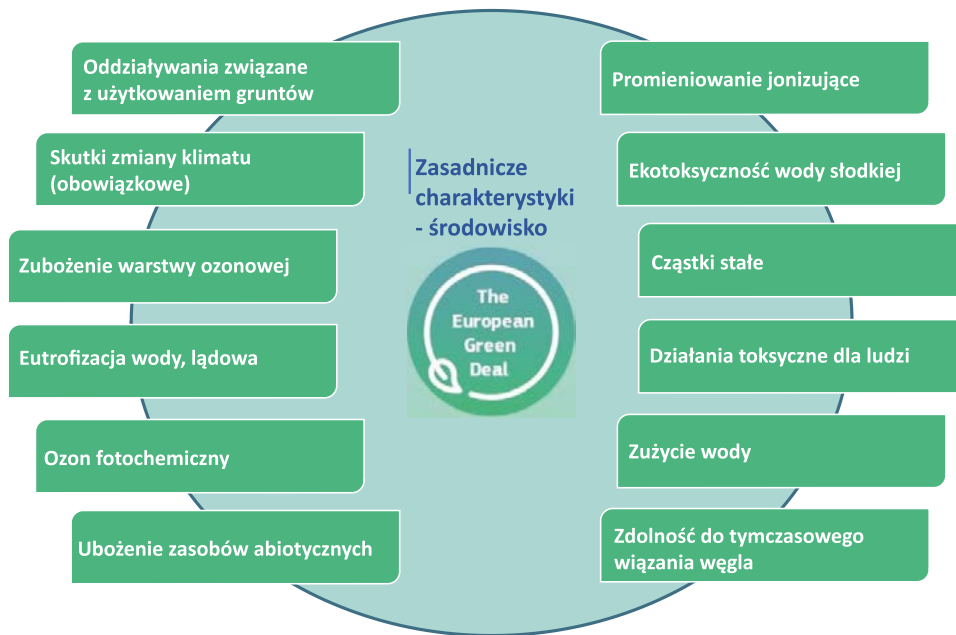 Oddziaływania związane
z użytkowaniem gruntów
Skutki zmiany klimatu
(obowiązkowe)
Zubożenie warstwy ozonowej
Eutrofizacja wody, lądowa
Ozon fotochemiczny
Ubożenie zasobów abiotycznych
Zasadnicze
charakterystyki
- środowisko
The
European
Green
Deal
Promieniowanie jonizujące
Ekotoksyczność wody słodkiej
Cząstki stałe
Działania toksyczne dla ludzi
Zużycie wody
Zdolność do tymczasowego
wiązania węgla